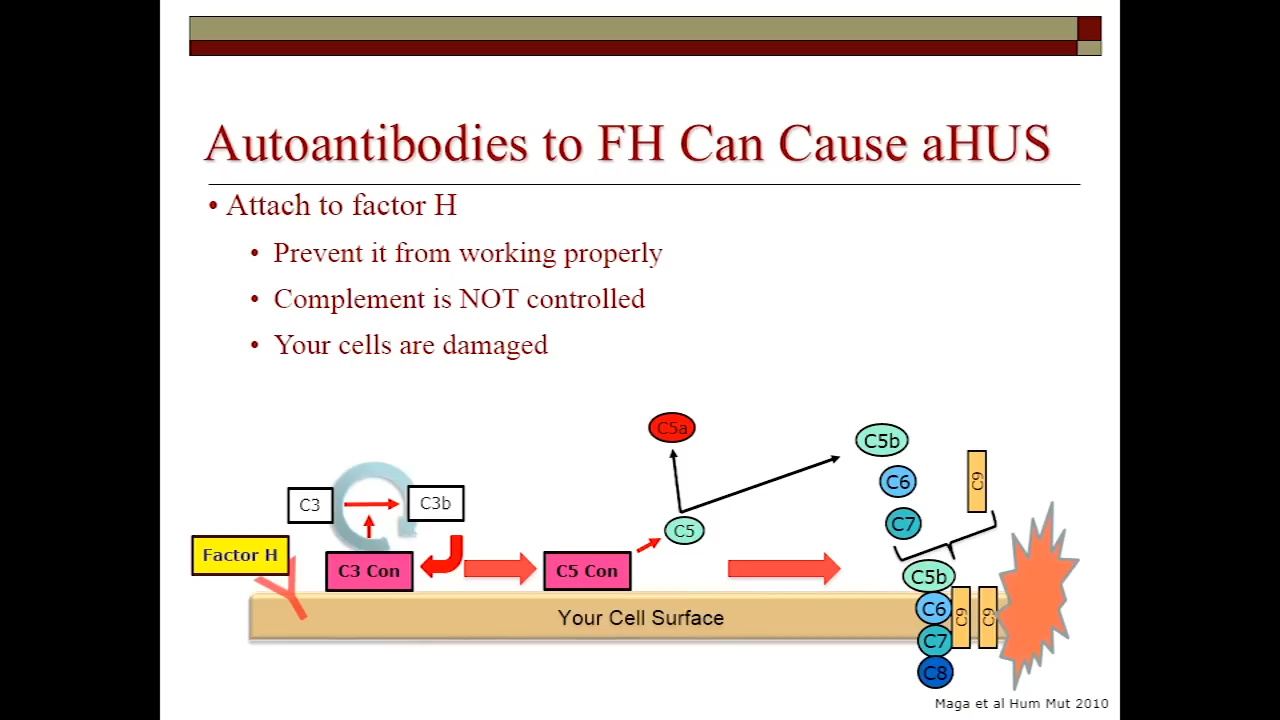 Autoantibodies to FH Can Cause aHUS
• Attach to factor H
• Prevent it from working properly
• Complement is NOT controlled
• Your cells are damaged
C5a
C5b
C6
C9
C3
C3b
C7
C5
Factor H
C3 Con
C5 Con
C5b
Your Cell Surface
C6
C9
C9
C7
C8
Maga et al Hum Mut 2010